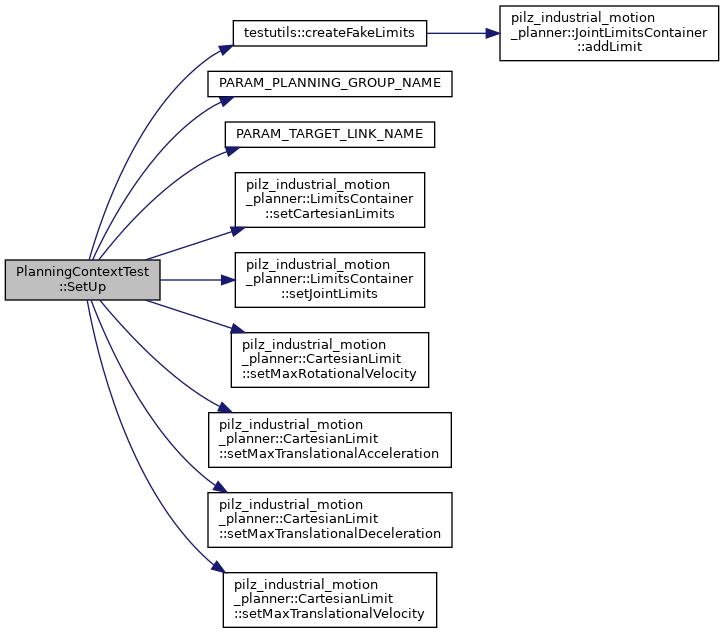 PlanningContextTest
::SetUp
testutils::createFakeLimits
pilz_industrial_motion
_planner::JointLimitsContainer
::addLimit
PARAM_PLANNING_GROUP_NAME
PARAM_TARGET_LINK_NAME
pilz_industrial_motion
_planner::LimitsContainer
::setCartesianLimits
pilz_industrial_motion
_planner::LimitsContainer
::setJointLimits
pilz_industrial_motion
_planner::CartesianLimit
::setMaxRotationalVelocity
pilz_industrial_motion
_planner::CartesianLimit
::setMaxTranslationalAcceleration
pilz_industrial_motion
_planner::CartesianLimit
::setMaxTranslationalDeceleration
pilz_industrial_motion
_planner::CartesianLimit
::setMaxTranslationalVelocity